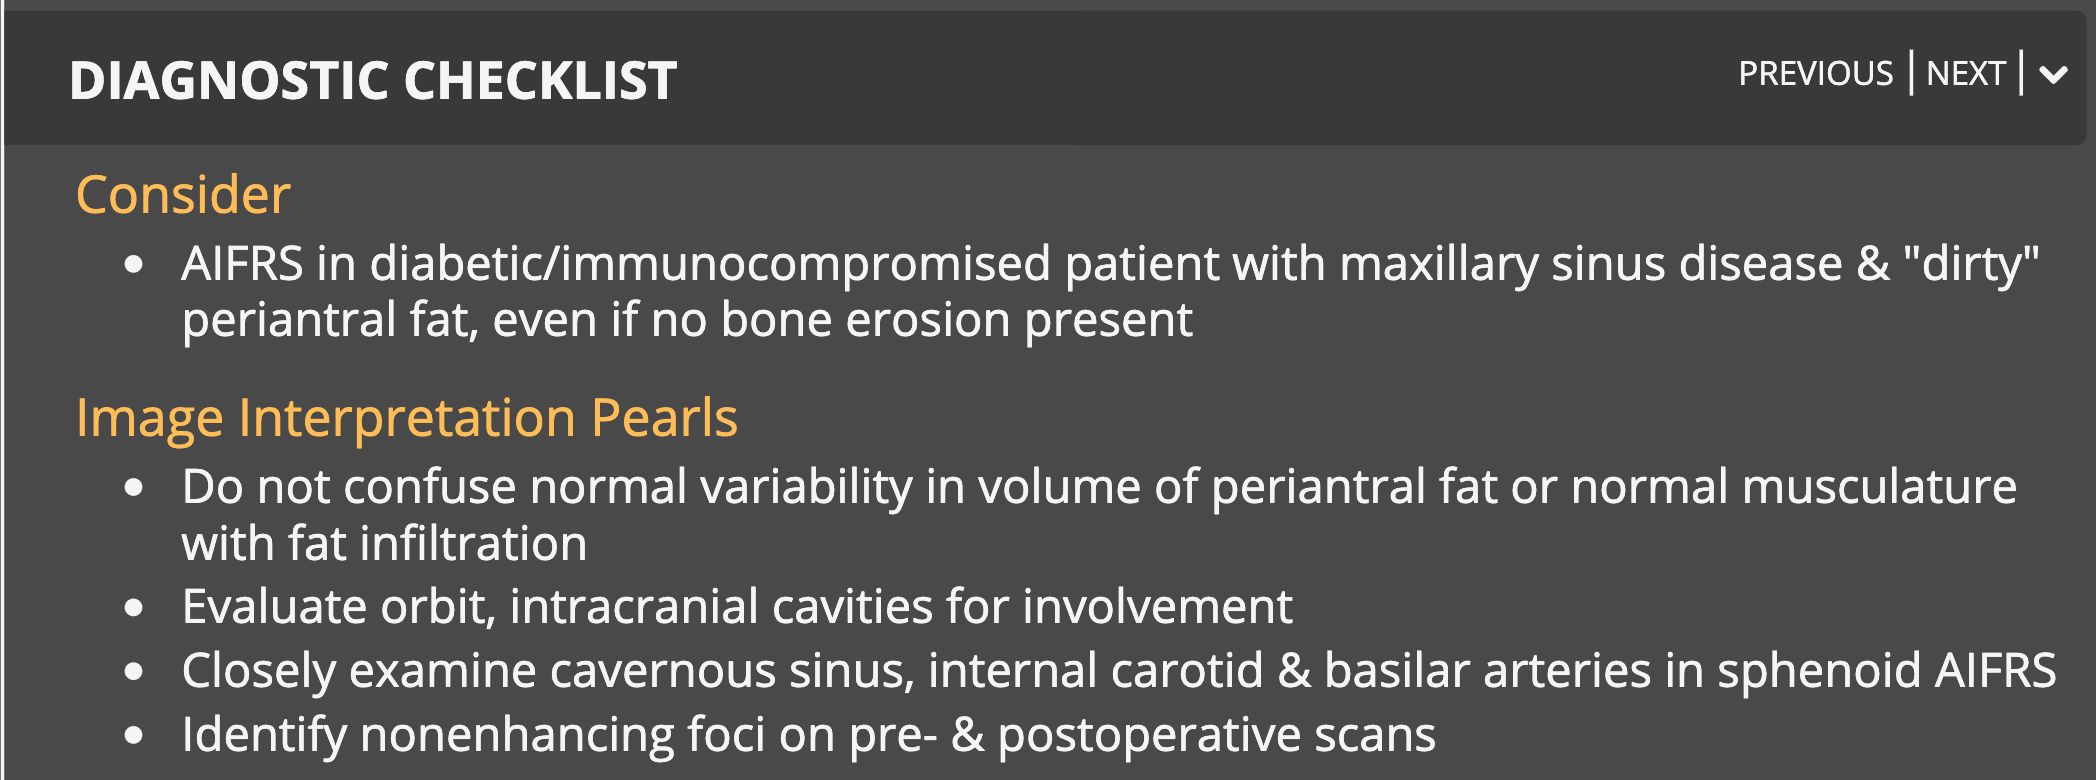 DIAGNOSTIC CHECKLIST
PREVIOUS | NEXT |
Consider
• AIFRS in diabetic/immunocompromised patient with maxillary sinus disease & "dirty"
periantral fat, even if no bone erosion present
Image Interpretation Pearls
• Do not confuse normal variability in volume of periantral fat or normal musculature
with fat infiltration
• Evaluate orbit, intracranial cavities for involvement
• Closely examine cavernous sinus, internal carotid & basilar arteries in sphenoid AIFRS
• Identify nonenhancing foci on pre- & postoperative scans